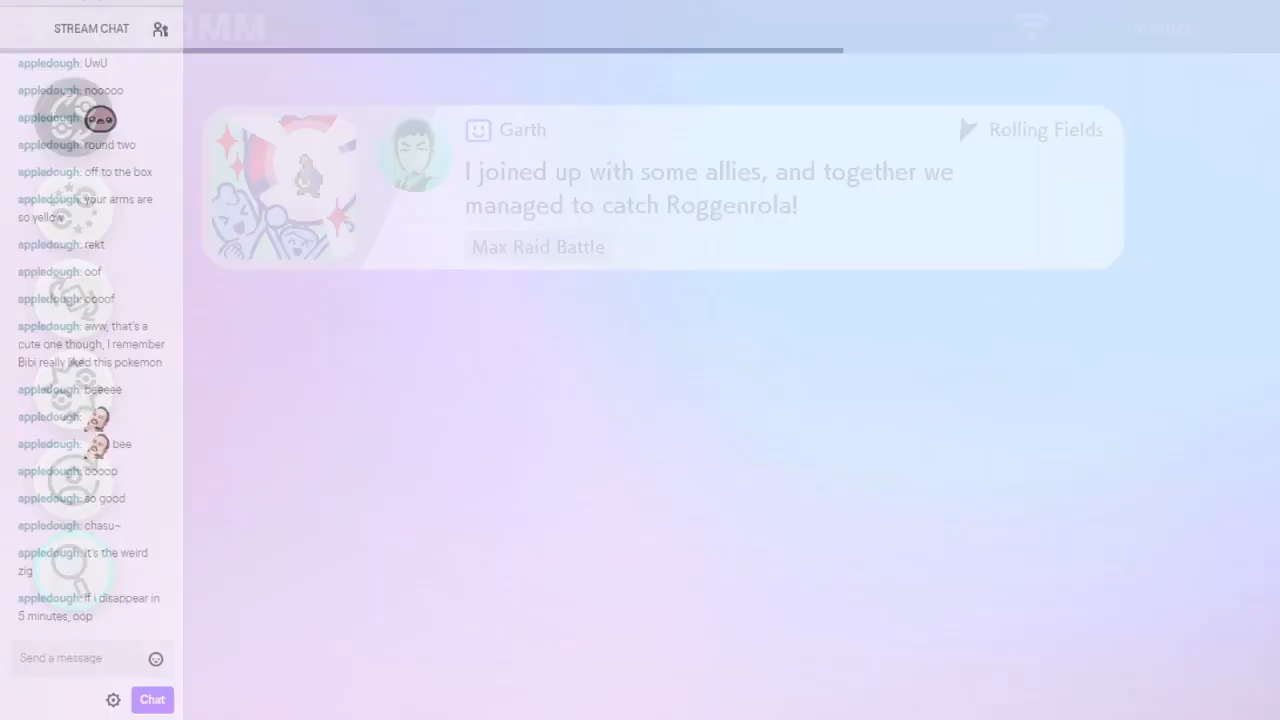 STREAM CHAT
OMM
appledough: UwU
appledough: nooooo
appledough:
appledough: round two
appledough: off to the box
appledough: your arms are
so yellow
appledough: rekt
appledough: oof
appledough: oooof
appledough: aww, that's a
cute one though, I remember
Bibi really liked this pokemon
appledough: beeeee
appledough:
appledough: bee
appledough: oooop
appledough: so good
appledough: chasu~
appledough: it's the weird
zig
appledough: if i disappear in
5 minutes, oop
Send a message
Chat
Garth
Rolling Fields
I joined up with some allies, and together we
managed to catch Roggenrola!
Max Raid Battle